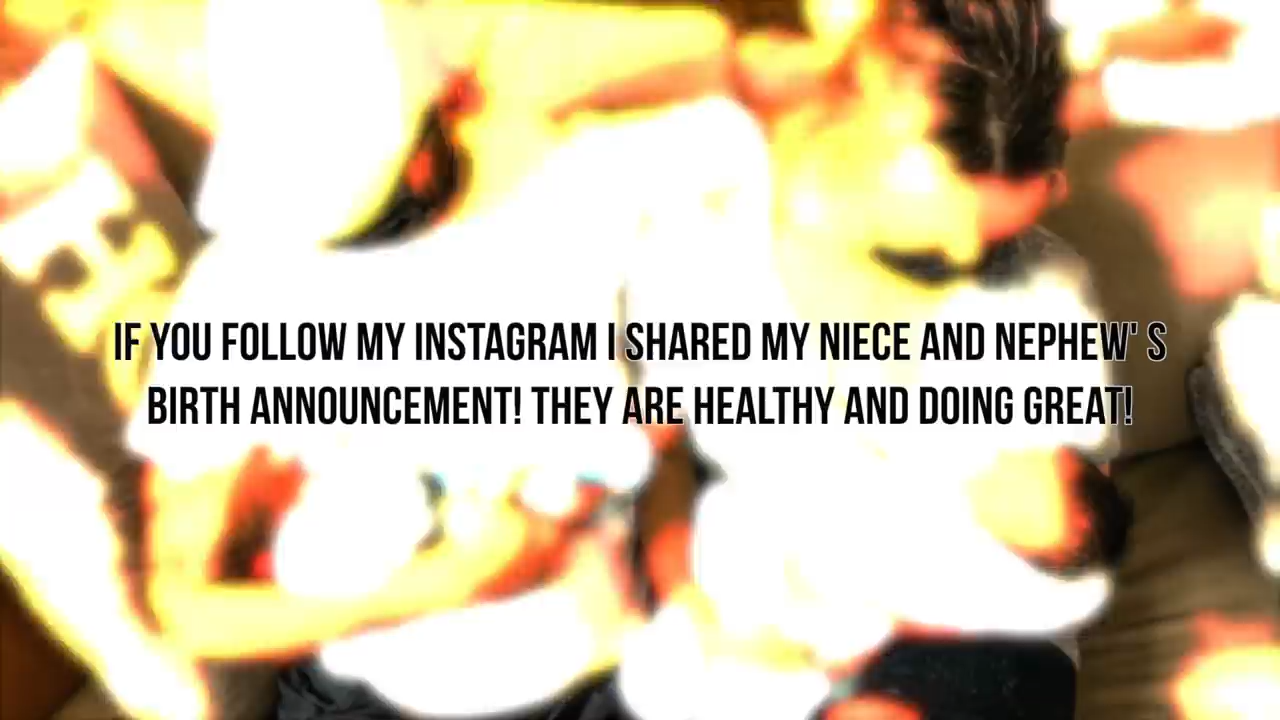 IF YOU FOLLOW MY INSTAGRAM I SHARED MY NIECE AND NEPHEW' S
BIRTH ANNOUNCEMENT! THEY ARE HEALTHY AND DOING GREAT!